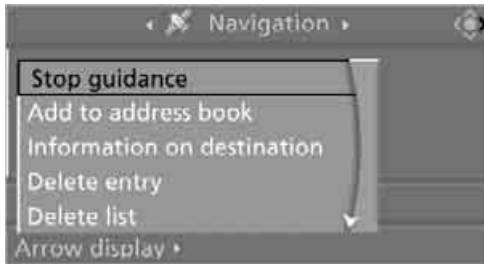 Navigation
Stop guidance
Add to address book
Information on destination
Delete entry
Delete list
Arrow display